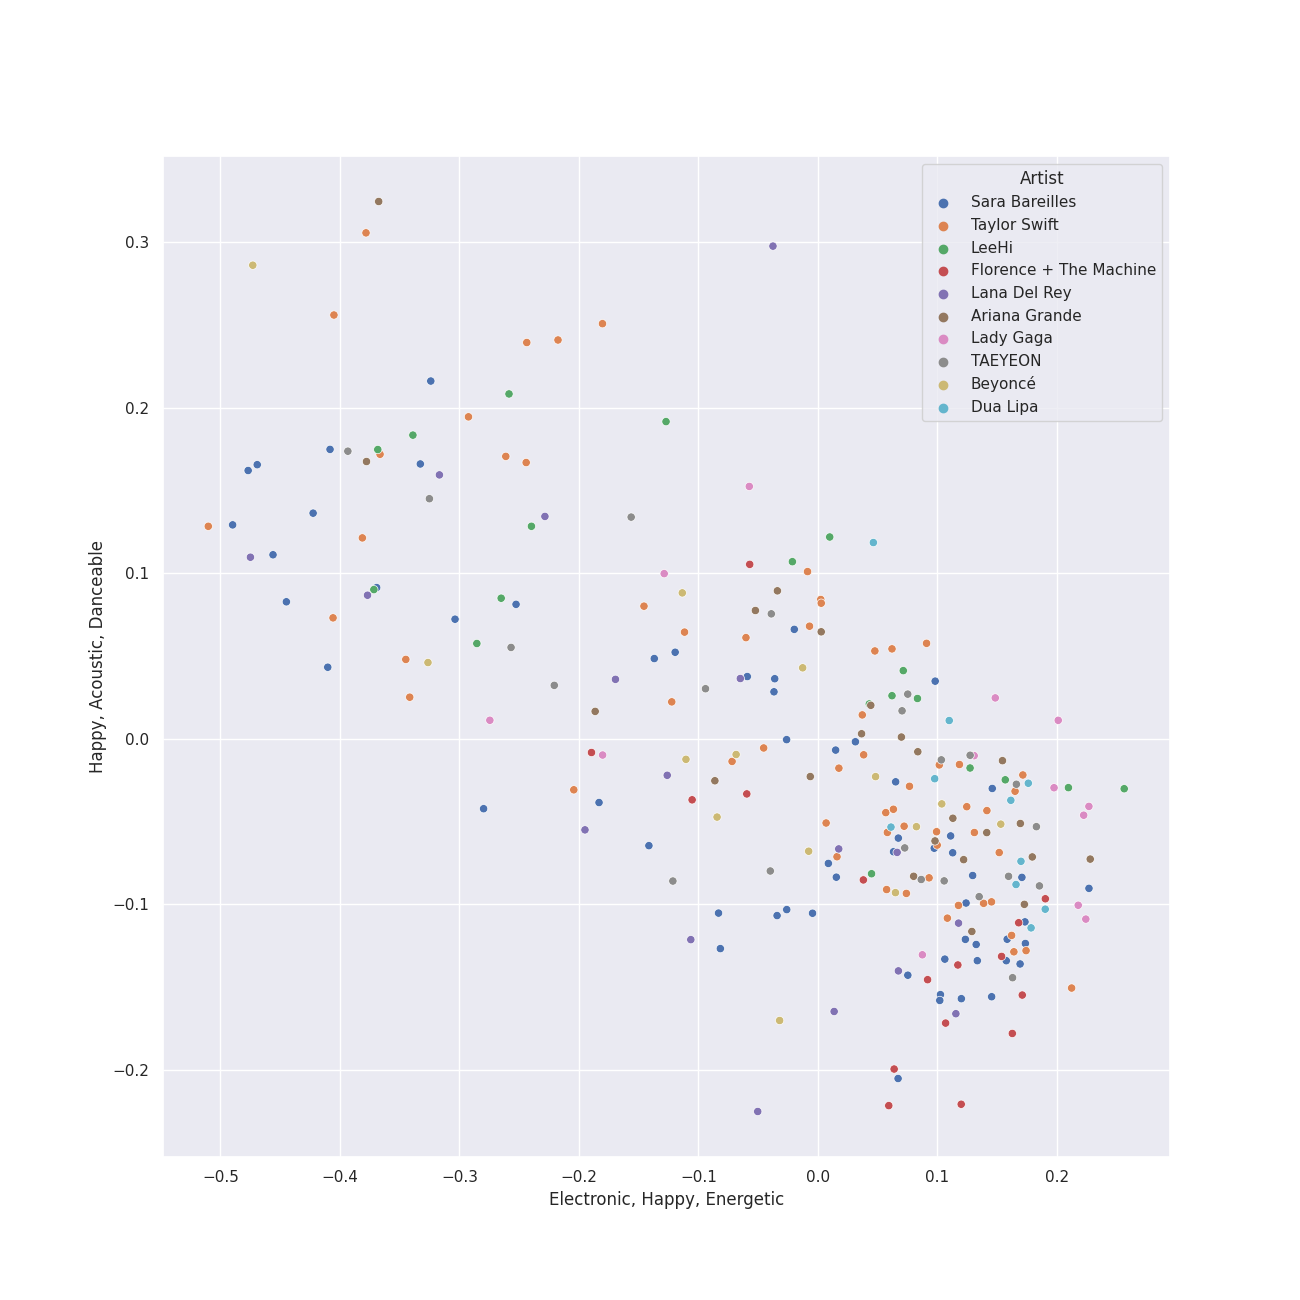 Artist
Sara Bareilles
Taylor Swift
LeeHi
Florence + The Machine
Lana Del Rey
Ariana Grande
Lady Gaga
TAEYEON
Beyoncé
Dua Lipa
0.3
0.2
0.1
0.0
−0.1
−0.2
Happy, Acoustic, Danceable
−0.5 −0.4 −0.3 −0.2 −0.1 0.0 0.1 0.2
Electronic, Happy, Energetic